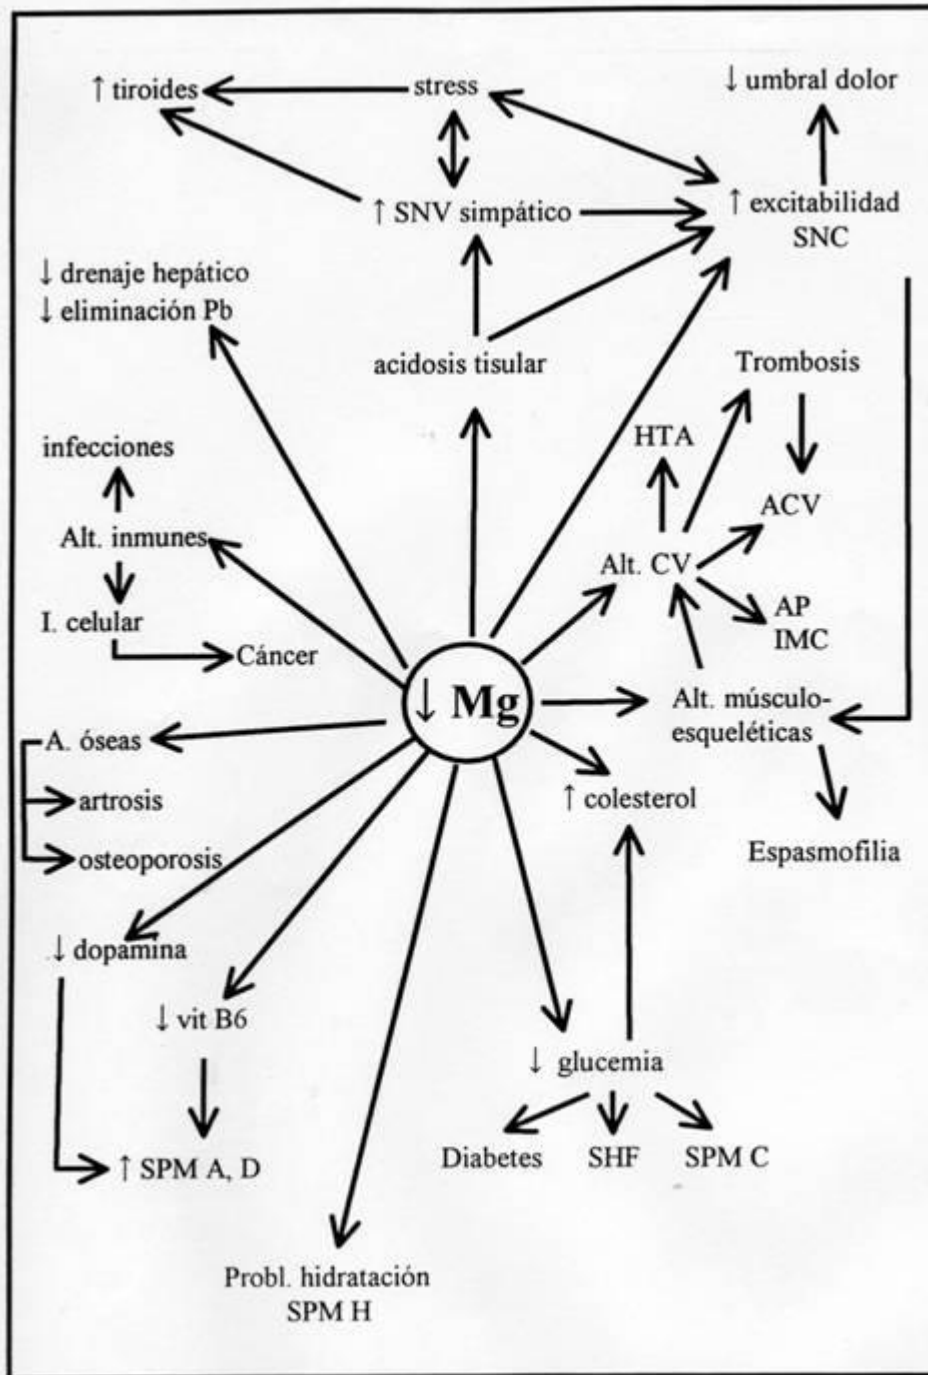 ↑ tiroides
stress
↓ umbral dolor
↑ SNV simpático
↑ excitabilidad
SNC
↓ drenaje hepático
↓ eliminación Pb
acidosis tisular
Trombosis
HTA
infecciones
ACV
Alt. inmunes
Alt. CV
I. celular
AP
IMC
Cáncer
↓ Mg
Alt. músculo-
esqueléticas
A. óseas
↑ colesterol
artrosis
osteoporosis
Espasmofilia
↓ dopamina
↓ vit B6
↓ glucemia
↑ SPM A, D
Diabetes
SHF
SPM C
Probl. hidratación
SPM H